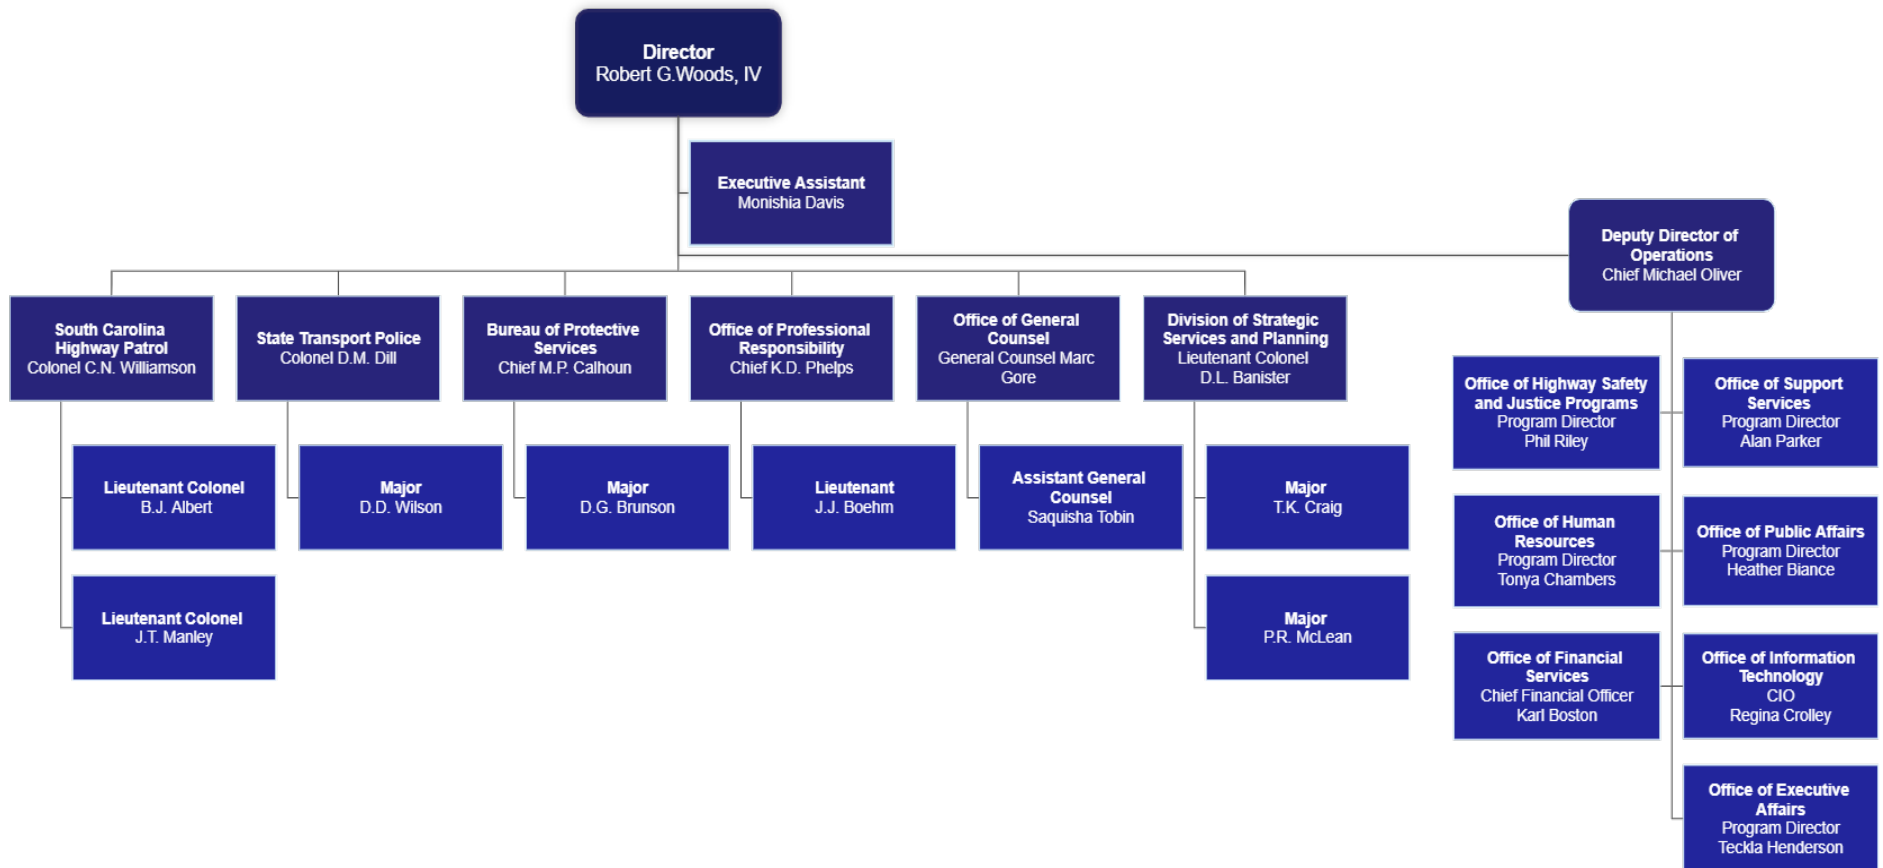 Director
Robert G.Woods, IV
Executive Assistant
Monishia Davis
Deputy Director of
Operations
Chief Michael Oliver
South Carolina
Highway Patrol
Colonel C.N. Williamson
State Transport Police
Colonel D.M. Dill
Bureau of Protective
Services
Chief M.P. Calhoun
Office of Professional
Responsibility
Chief K.D. Phelps
Office of General
Counsel
General Counsel Marc
Gore
Division of Strategic
Services and Planning
Lieutenant Colonel
D.L. Banister
Lieutenant Colonel
B.J. Albert
Major
D.D. Wilson
Major
D.G. Brunson
Lieutenant
J.J. Boehm
Assistant General
Counsel
Saquisha Tobin
Major
T.K. Craig
Lieutenant Colonel
J.T. Manley
Major
P.R. McLean
Office of Highway Safety
and Justice Programs
Program Director
Phil Riley
Office of Support
Services
Program Director
Alan Parker
Office of Human
Resources
Program Director
Tonya Chambers
Office of Public Affairs
Program Director
Heather Biance
Office of Financial
Services
Chief Financial Officer
Karl Boston
Office of Information
Technology
CIO
Regina Crolley
Office of Executive
Affairs
Program Director
Teckla Henderson